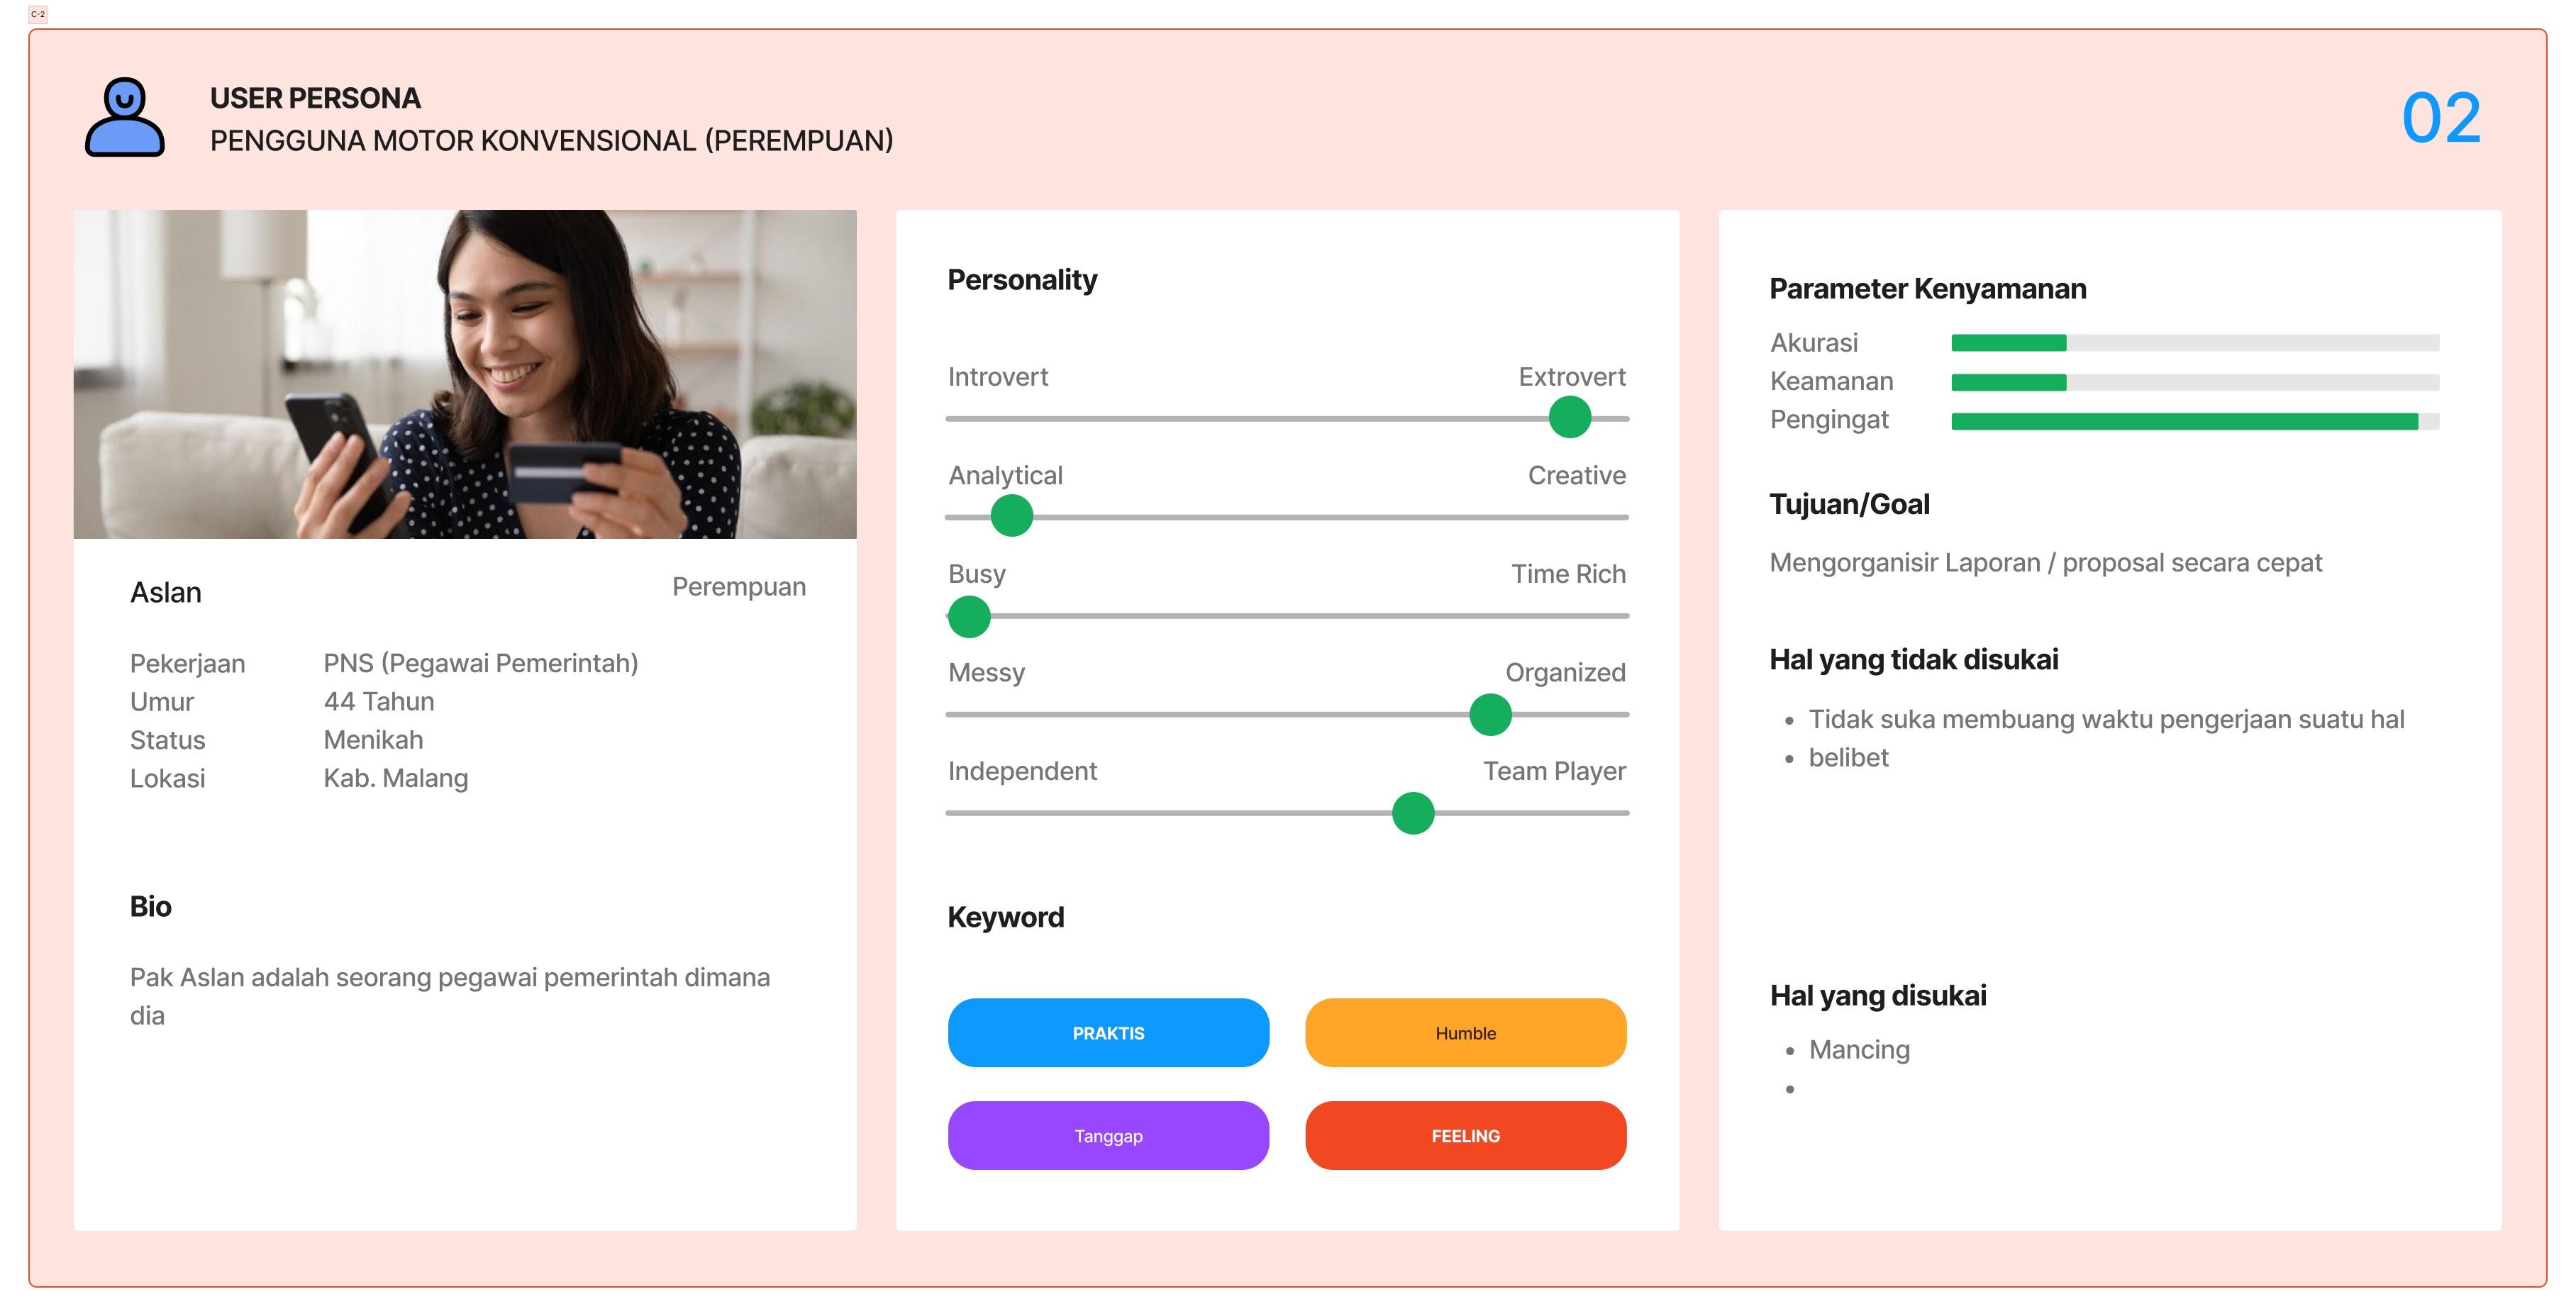 C-2
USER PERSONA
PENGGUNA MOTOR KONVENSIONAL (PEREMPUAN)
02
Aslan
Perempuan
Pekerjaan PNS (Pegawai Pemerintah)
Umur 44 Tahun
Status Menikah
Lokasi Kab. Malang
Bio
Pak Aslan adalah seorang pegawai pemerintah dimana
dia
Personality
Introvert Extrovert
Analytical Creative
Busy Time Rich
Messy Organized
Independent Team Player
Keyword
PRAKTIS Humble
Tanggap FEELING
Parameter Kenyamanan
Akurasi
Keamanan
Pengingat
Tujuan/Goal
Mengorganisir Laporan / proposal secara cepat
Hal yang tidak disukai
• Tidak suka membuang waktu pengerjaan suatu hal
• belibet
Hal yang disukai
• Mancing
•